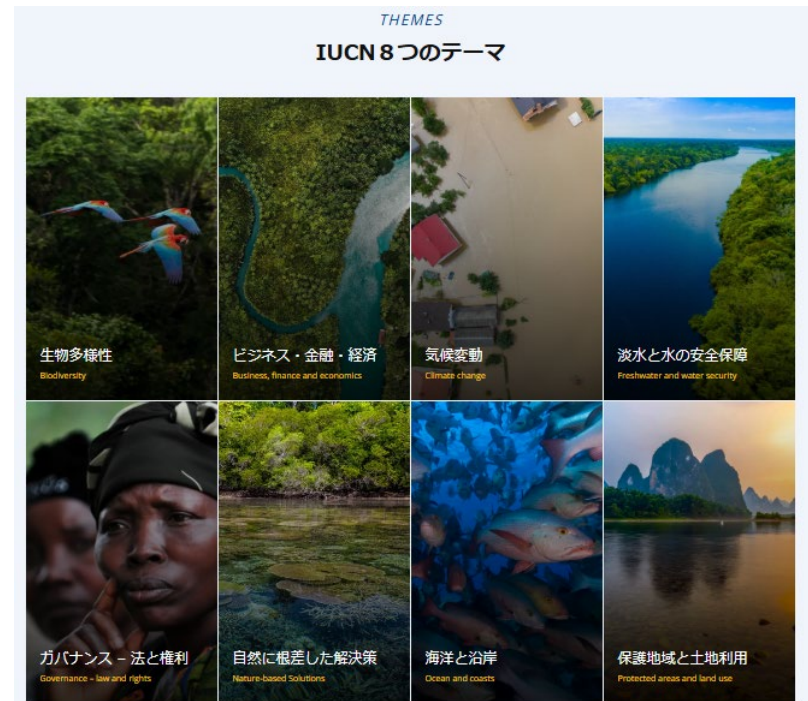 THEMES
IUCN８つのテーマ
生物多様性
Biodiversity
ビジネス・金融・経済
Business, finance and economics
気候変動
Climate change
淡水と水の安全保障
Freshwater and water security
ガバナンス – 法と権利
Governance – law and rights
自然に根差した解決策
Nature-based Solutions
海洋と沿岸
Ocean and coasts
保護地域と土地利用
Protected areas and land use